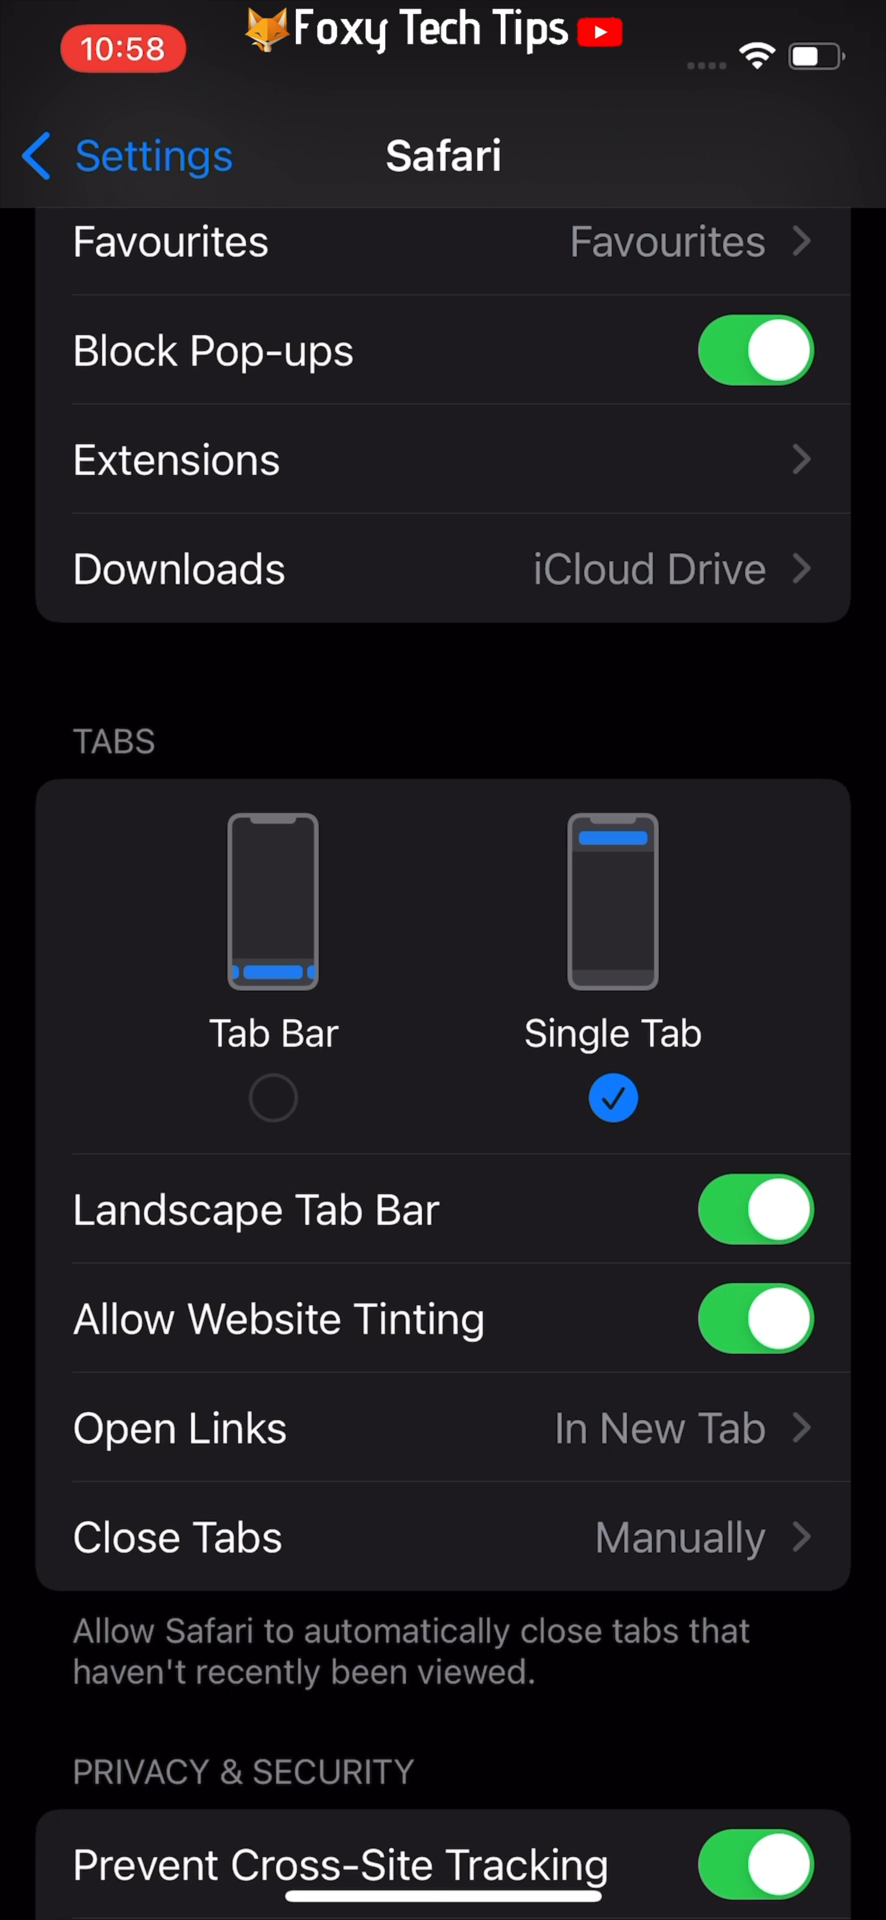 10:58
Foxy Tech Tips
Settings
Safari
Favourites Favourites
Block Pop-ups
Extensions
Downloads iCloud Drive
TABS
Tab Bar Single Tab
Landscape Tab Bar
Allow Website Tinting
Open Links In New Tab
Close Tabs Manually
Allow Safari to automatically close tabs that
haven't recently been viewed.
PRIVACY & SECURITY
Prevent Cross-Site Tracking